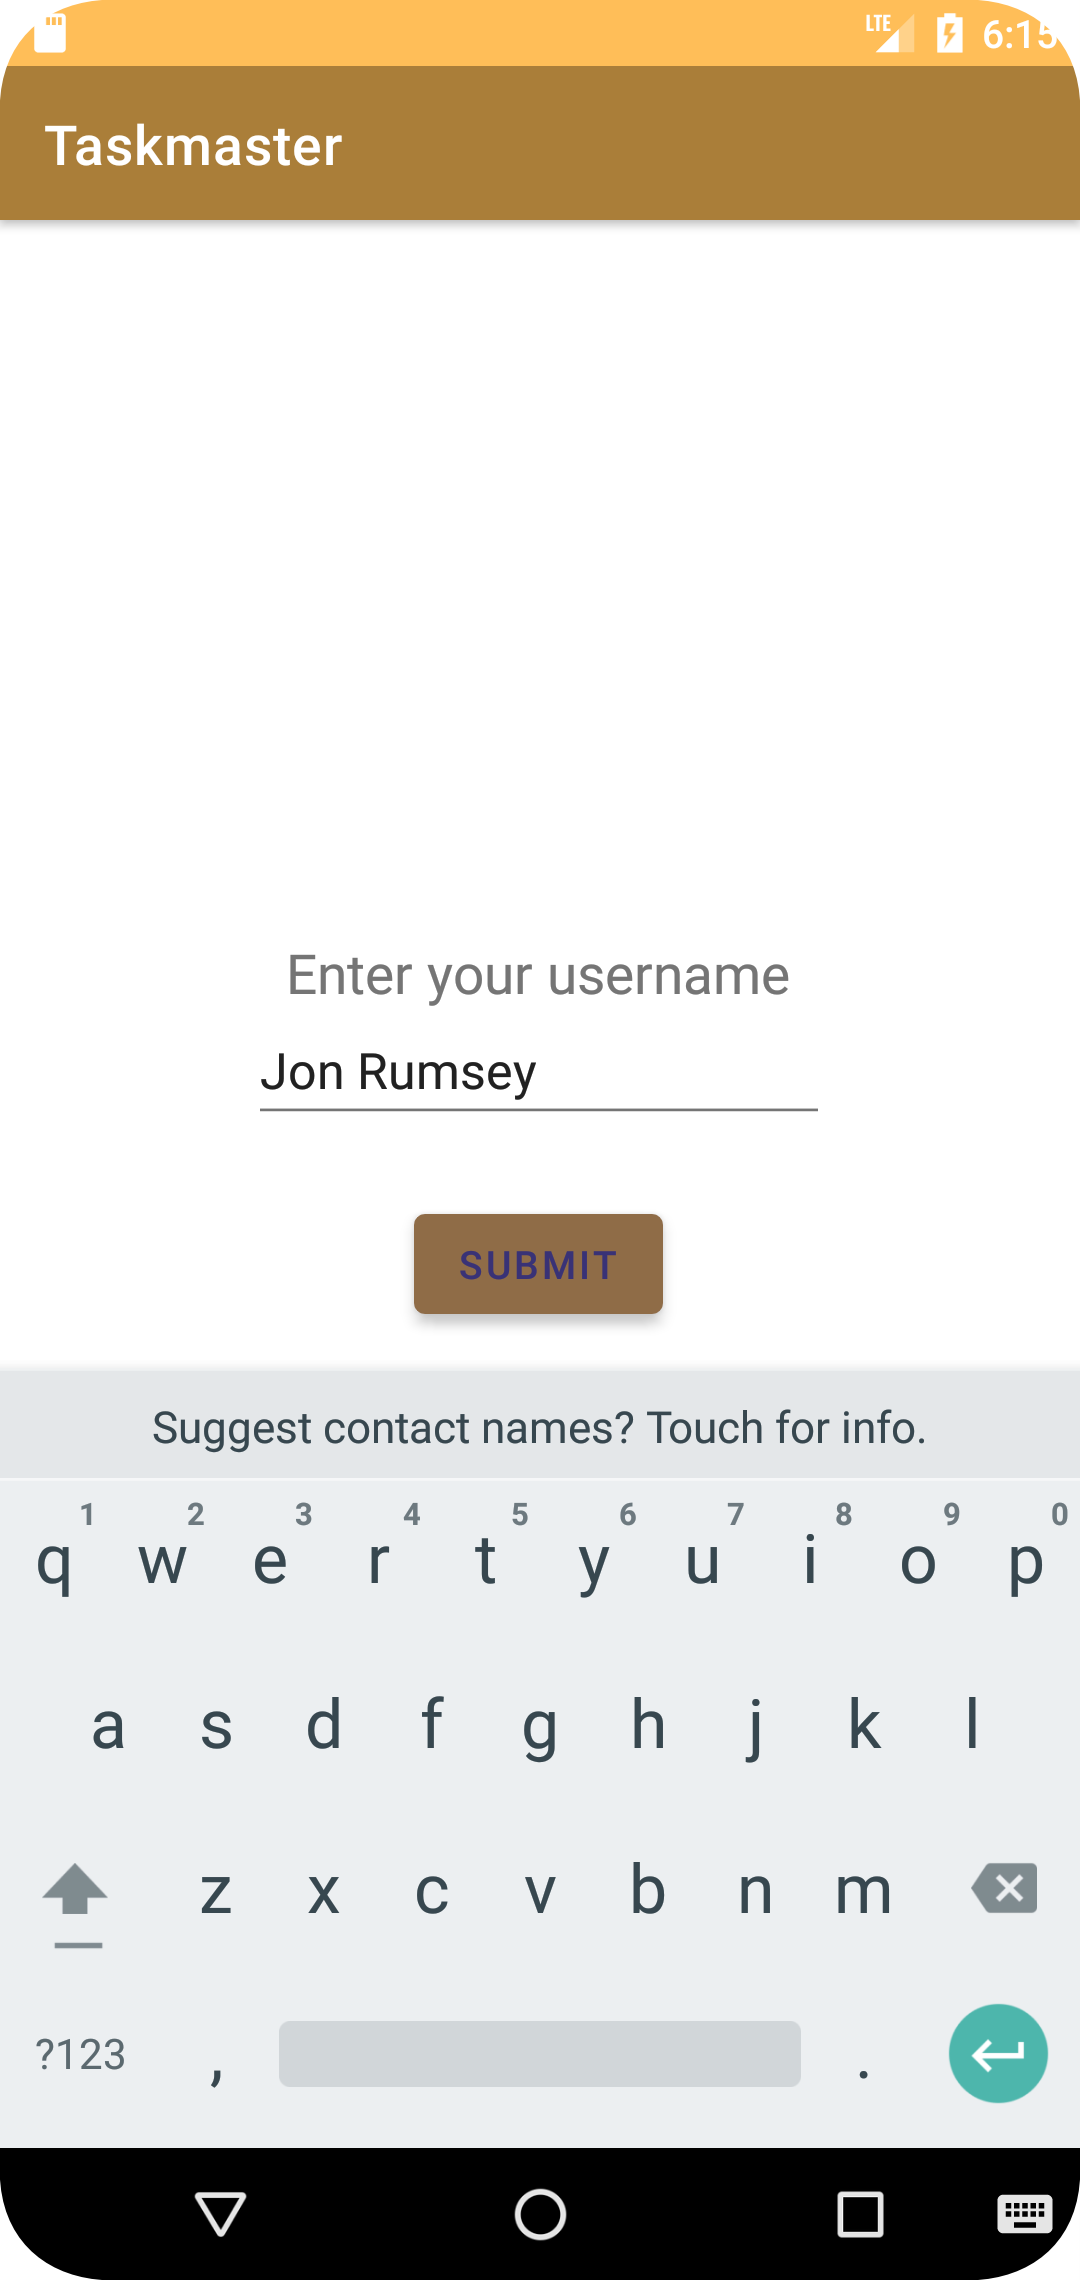 LTE 6:15
Taskmaster
Enter your username
Jon Rumsey
SUBMIT
Suggest contact names? Touch for info.
1 2 3 4 5 6 7 8 9 0
q w e r t y u i o p
a s d f g h j k l
z x c v b n m
?123 , .